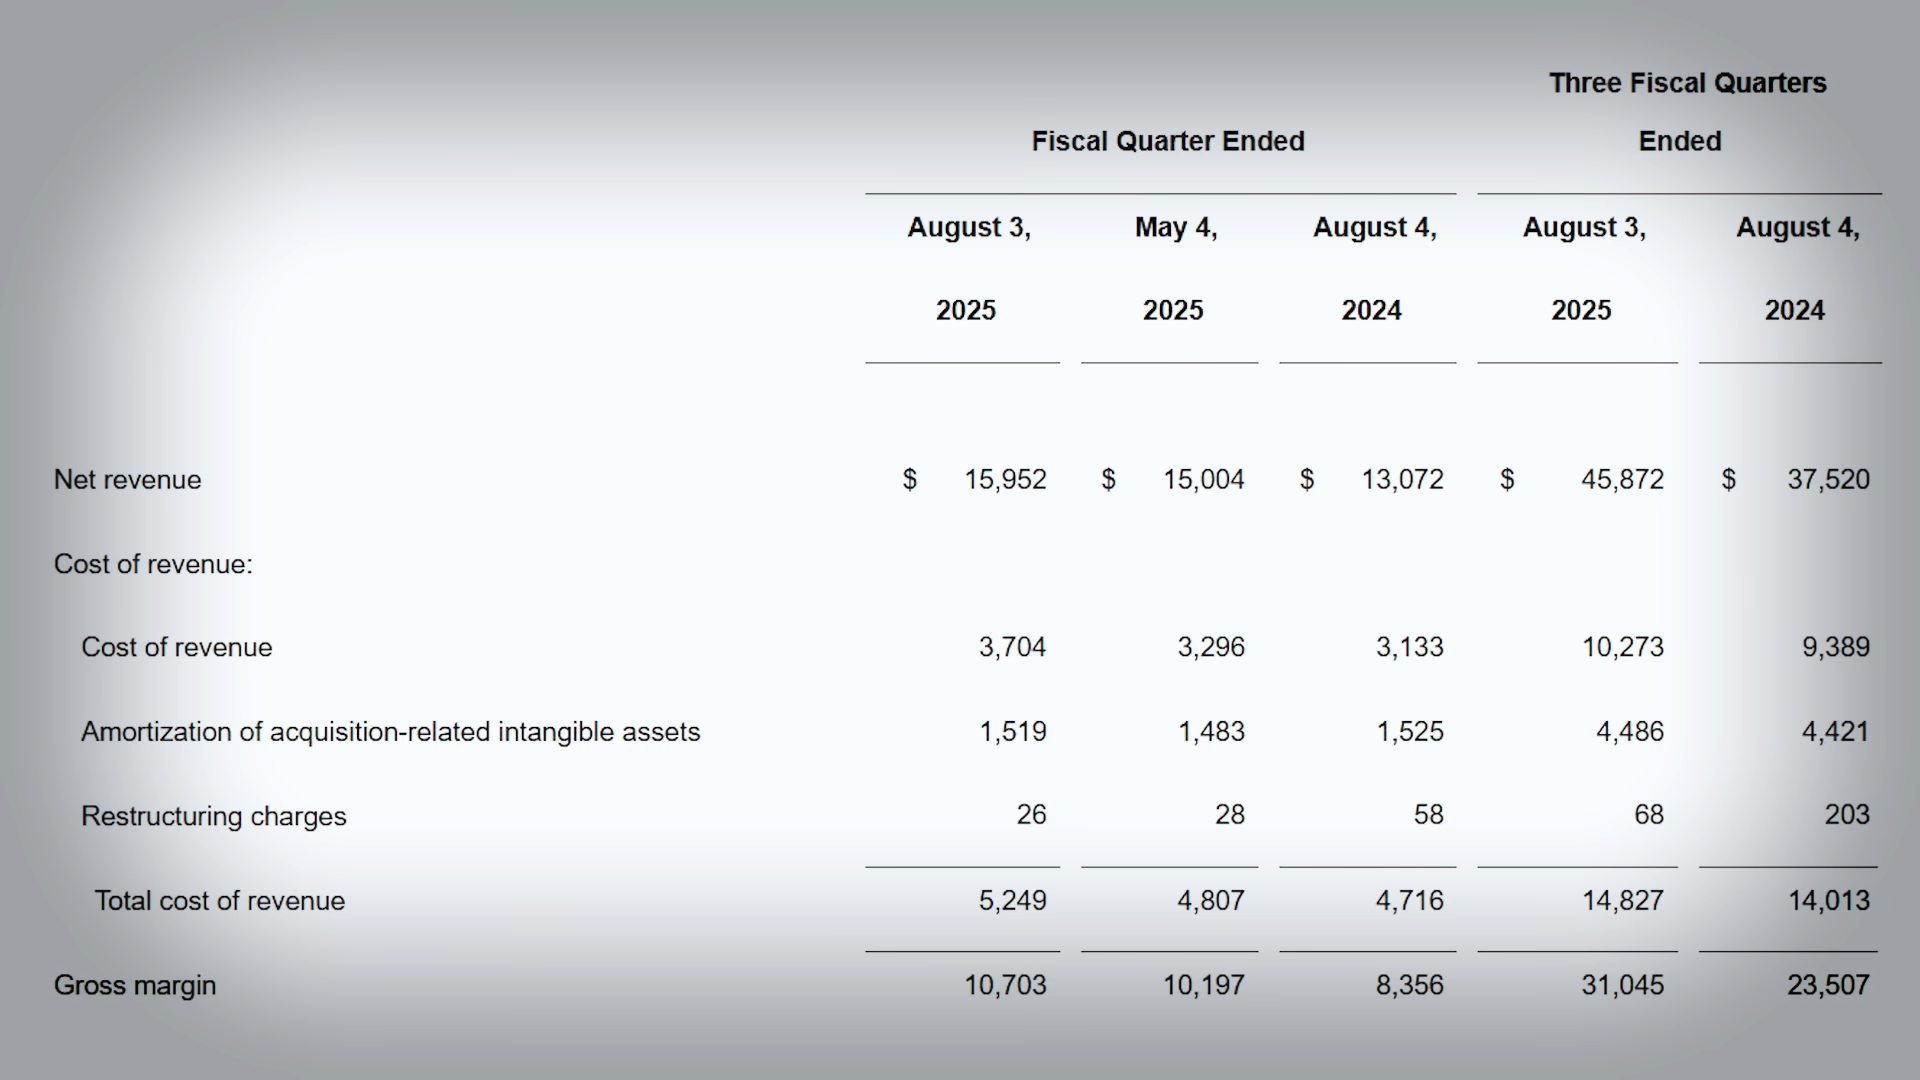 Three Fiscal Quarters
Fiscal Quarter Ended Ended
August 3, May 4, August 4, August 3, August 4,
2025 2025 2024 2025 2024
Net revenue $ 15,952 $ 15,004 $ 13,072 $ 45,872 $ 37,520
Cost of revenue:
Cost of revenue 3,704 3,296 3,133 10,273 9,389
Amortization of acquisition-related intangible assets 1,519 1,483 1,525 4,486 4,421
Restructuring charges 26 28 58 68 203
Total cost of revenue 5,249 4,807 4,716 14,827 14,013
Gross margin 10,703 10,197 8,356 31,045 23,507